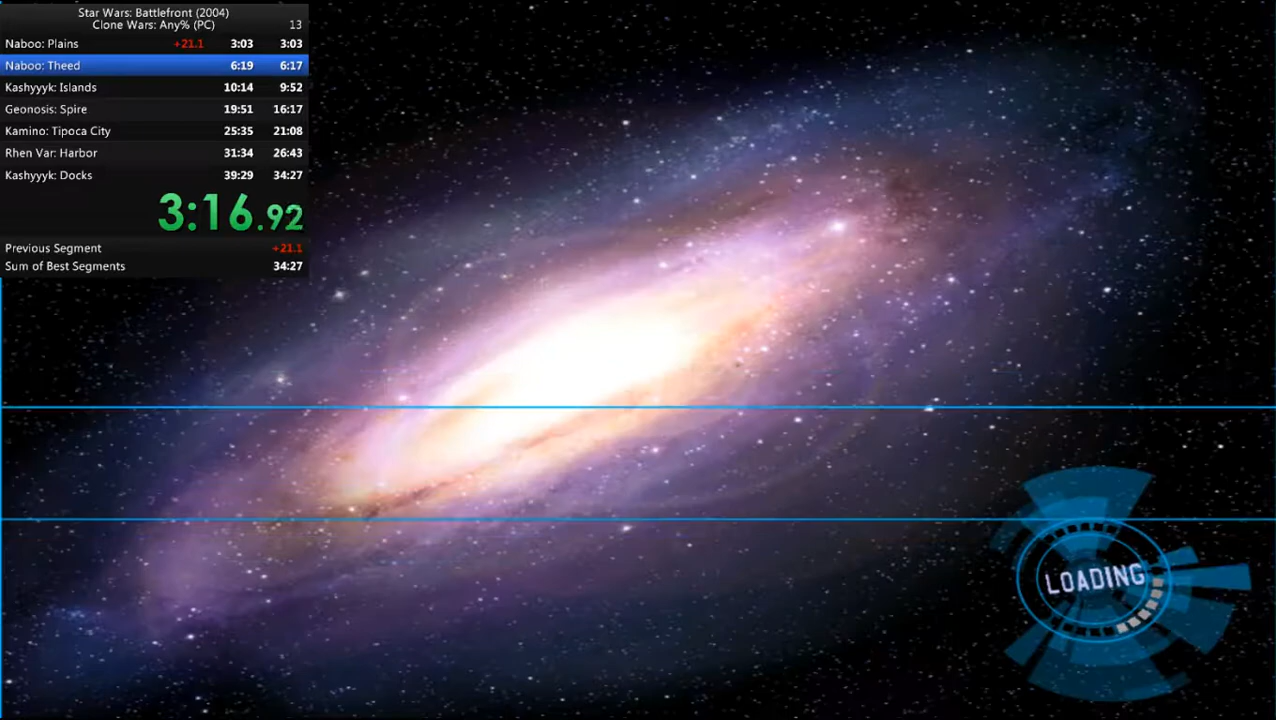 Star Wars: Battlefront (2004)
Clone Wars: Any% (PC) 13
Naboo: Plains +21.1 3:03 3:03
Naboo: Theed 6:19 6:17
Kashyyyk: Islands 10:14 9:52
Geonosis: Spire 19:51 16:17
Kamino: Tipoca City 25:35 21:08
Rhen Var: Harbor 31:34 26:43
Kashyyyk: Docks 39:29 34:27
3:16.92
Previous Segment +21.1
Sum of Best Segments 34:27
LOADING